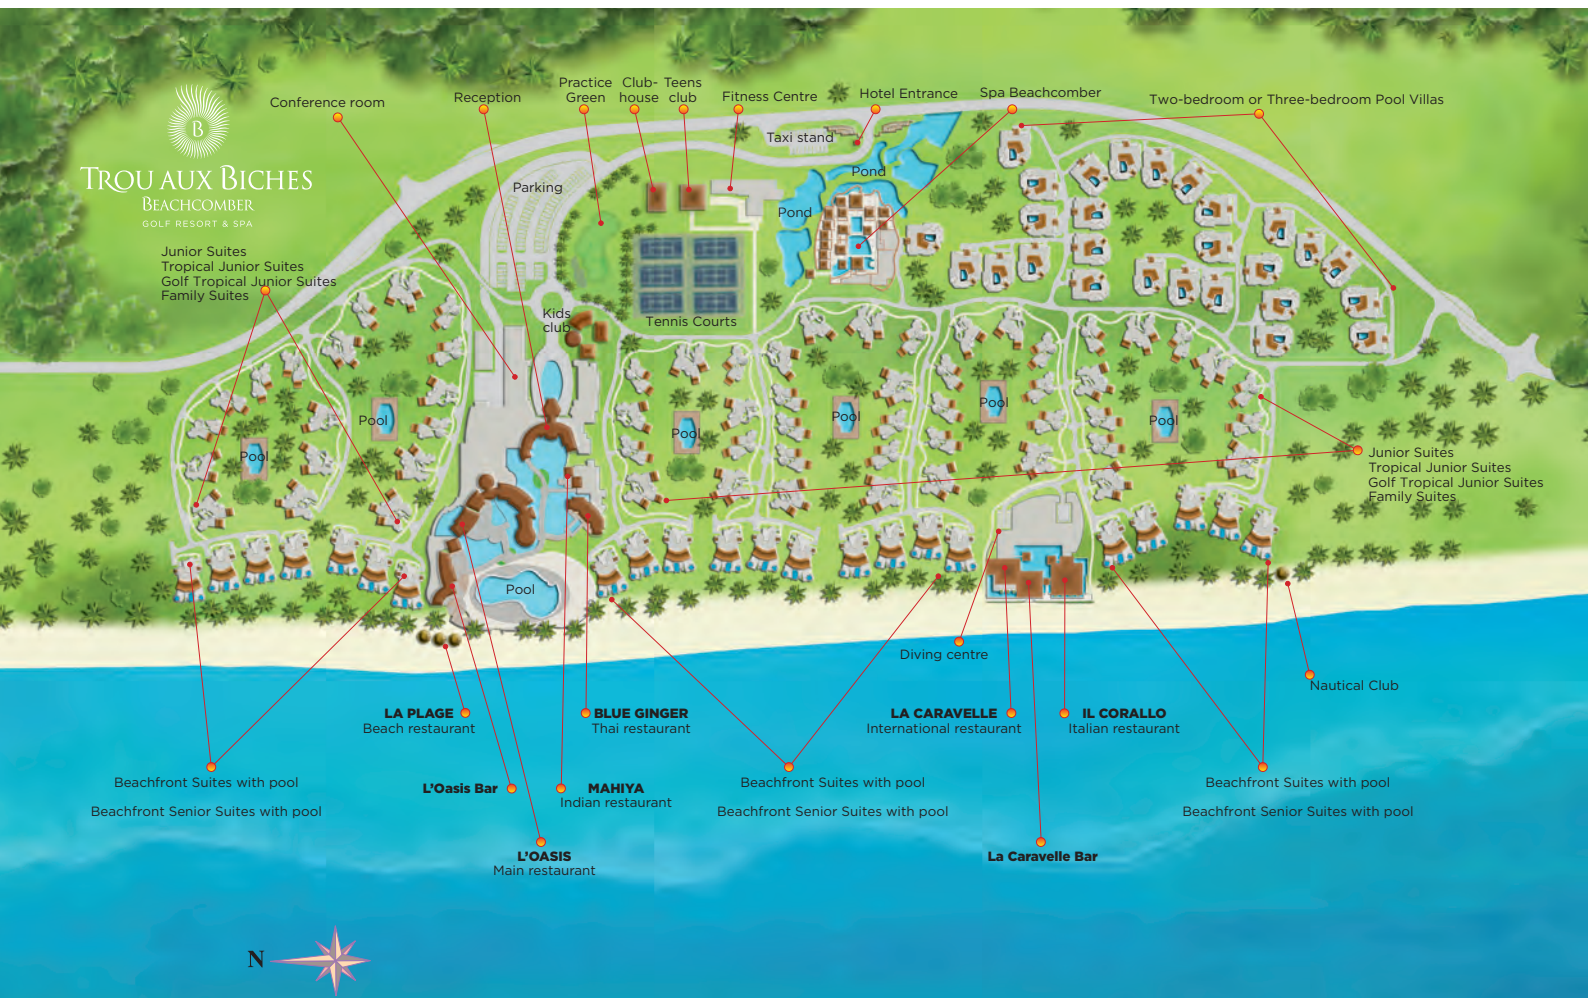 Conference room
Reception
Practice
Green
Club-
house
Teens
club
Fitness Centre
Hotel Entrance
Spa Beachcomber
Two-bedroom or Three-bedroom Pool Villas
B
TROU AUX BICHES
BEACHCOMBER
GOLF RESORT & SPA
Taxi stand
Parking
Pond
Pond
Junior Suites
Tropical Junior Suites
Golf Tropical Junior Suites
Family Suites
Kids
club
Tennis Courts
Pool
Pool
Pool
Pool
Pool
Pool
Junior Suites
Tropical Junior Suites
Golf Tropical Junior Suites
Family Suites
Pool
Diving centre
Nautical Club
LA PLAGE
Beach restaurant
BLUE GINGER
Thai restaurant
LA CARAVELLE
International restaurant
IL CORALLO
Italian restaurant
Beachfront Suites with pool
Beachfront Senior Suites with pool
L'Oasis Bar
MAHIYA
Indian restaurant
Beachfront Suites with pool
Beachfront Senior Suites with pool
Beachfront Suites with pool
Beachfront Senior Suites with pool
L'OASIS
Main restaurant
La Caravelle Bar
N